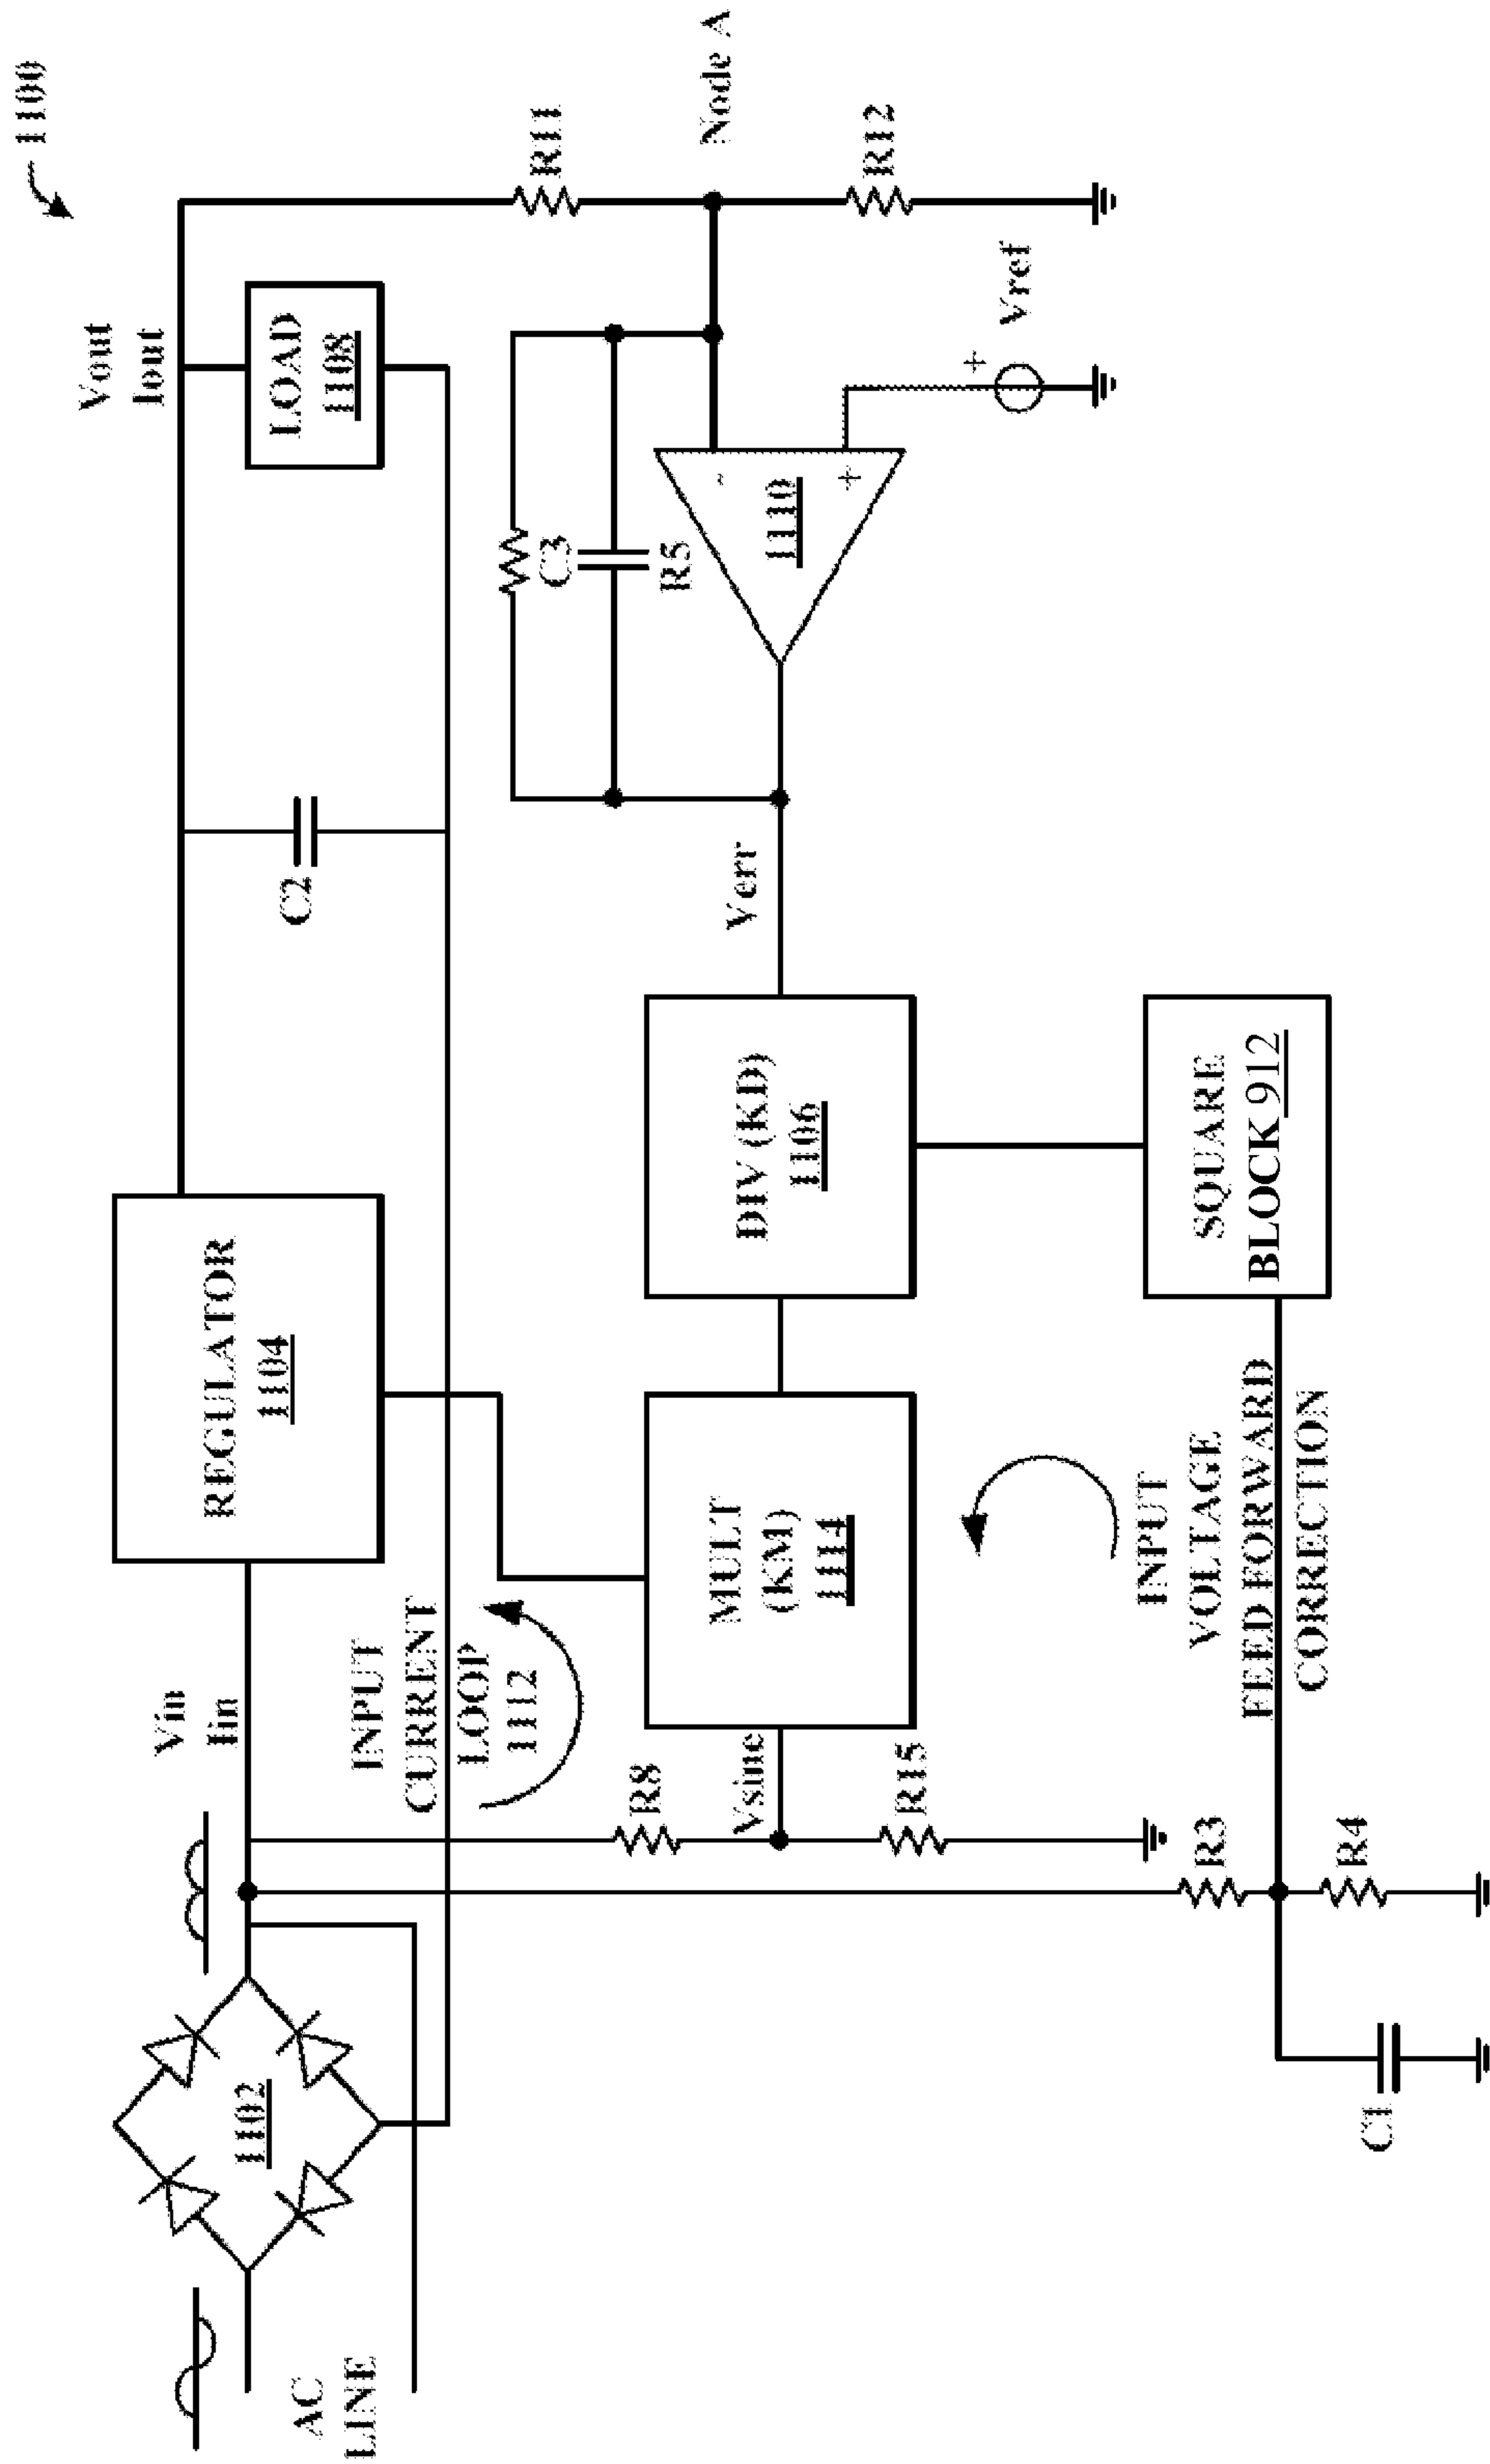 1100
Vout
Iout
LOAD
1108
R11
Node A
R12
Vref
+
C3
R5
-
+
1110
C2
Verr
REGULATOR
1104
DIV (KD)
1106
SQUARE
BLOCK 912
MULT
(KM)
1114
Vin
Iin
INPUT
CURRENT
LOOP
1112
INPUT
VOLTAGE
FEED FORWARD
CORRECTION
R8
Vsine
R15
R3
R4
1102
C1
AC
LINE